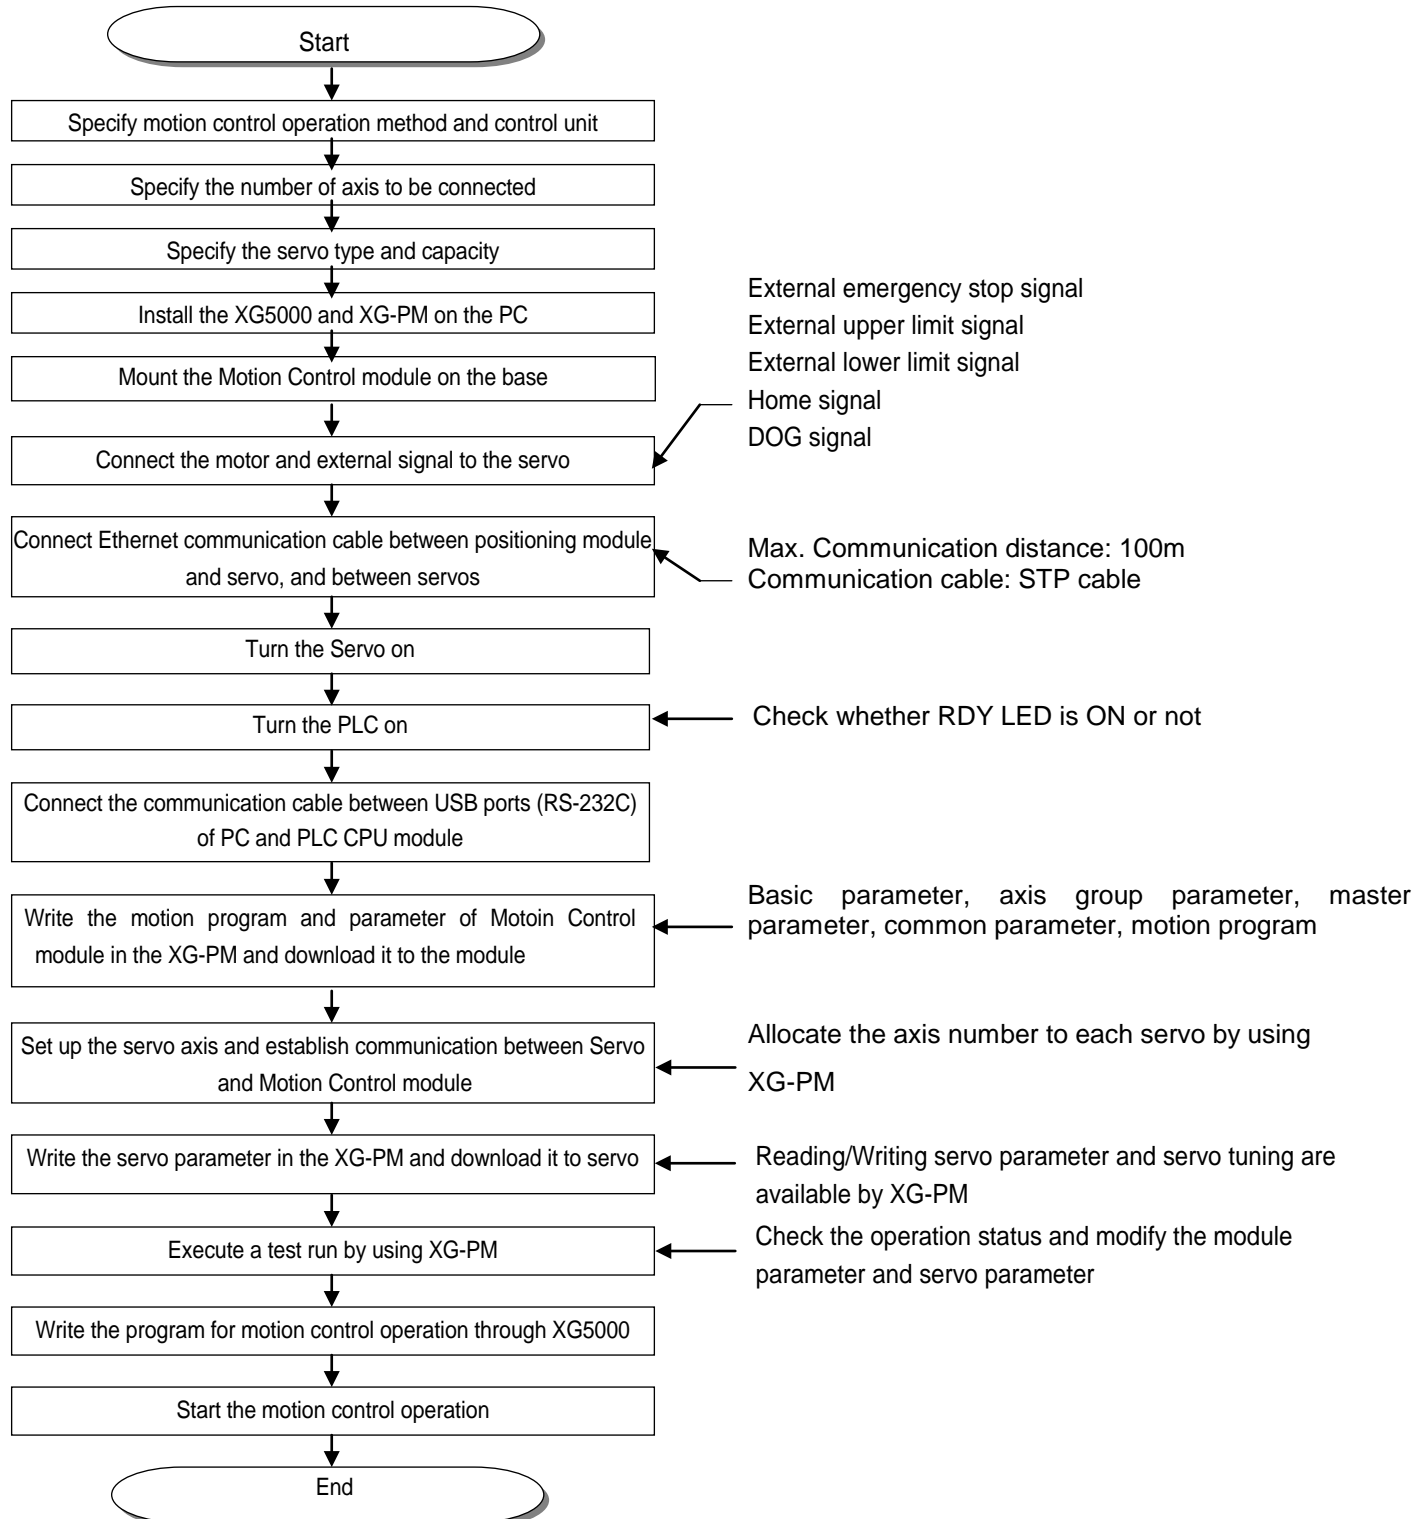 Start
Specify motion control operation method and control unit
Specify the number of axis to be connected
Specify the servo type and capacity
Install the XG5000 and XG-PM on the PC
Mount the Motion Control module on the base
External emergency stop signal
External upper limit signal
External lower limit signal
Home signal
DOG signal
Connect the motor and external signal to the servo
Connect Ethernet communication cable between positioning module
and servo, and between servos
Max. Communication distance: 100m
Communication cable: STP cable
Turn the Servo on
Turn the PLC on
Check whether RDY LED is ON or not
Connect the communication cable between USB ports (RS-232C)
of PC and PLC CPU module
Write the motion program and parameter of Motoin Control
module in the XG-PM and download it to the module
Basic parameter, axis group parameter, master
parameter, common parameter, motion program
Set up the servo axis and establish communication between Servo
and Motion Control module
Allocate the axis number to each servo by using
XG-PM
Write the servo parameter in the XG-PM and download it to servo
Reading/Writing servo parameter and servo tuning are
available by XG-PM
Execute a test run by using XG-PM
Check the operation status and modify the module
parameter and servo parameter
Write the program for motion control operation through XG5000
Start the motion control operation
End